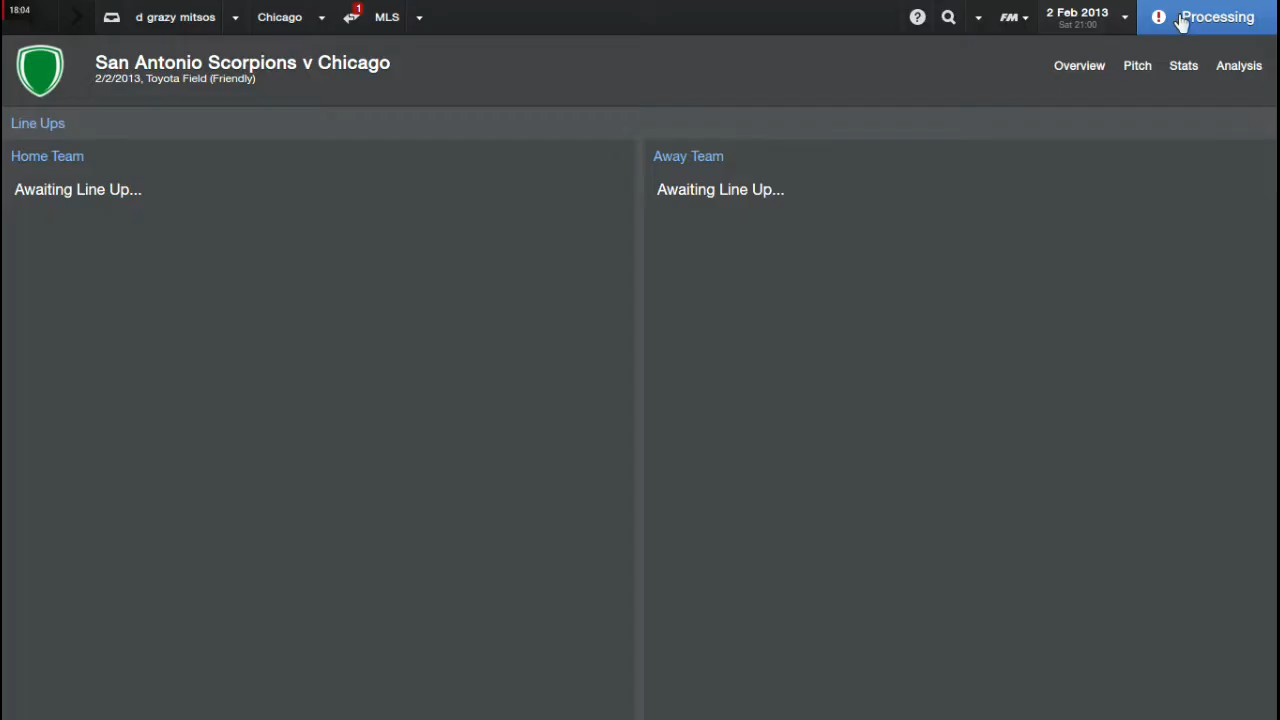 18:04
d grazy mitsos
Chicago
1
MLS
FM
2 Feb 2013
Sat 21:00
Processing
San Antonio Scorpions v Chicago
2/2/2013, Toyota Field (Friendly)
Overview
Pitch
Stats
Analysis
Line Ups
Home Team
Away Team
Awaiting Line Up...
Awaiting Line Up...